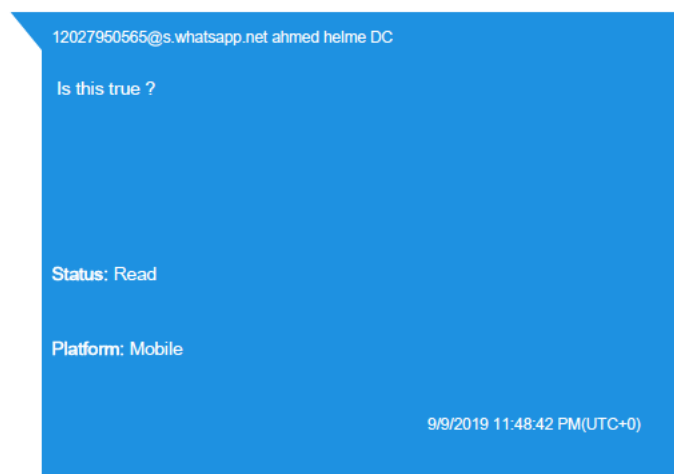 12027950565@s.whatsapp.net ahmed helme DC
Is this true ?
Status: Read
Platform: Mobile
9/9/2019 11:48:42 PM(UTC+0)